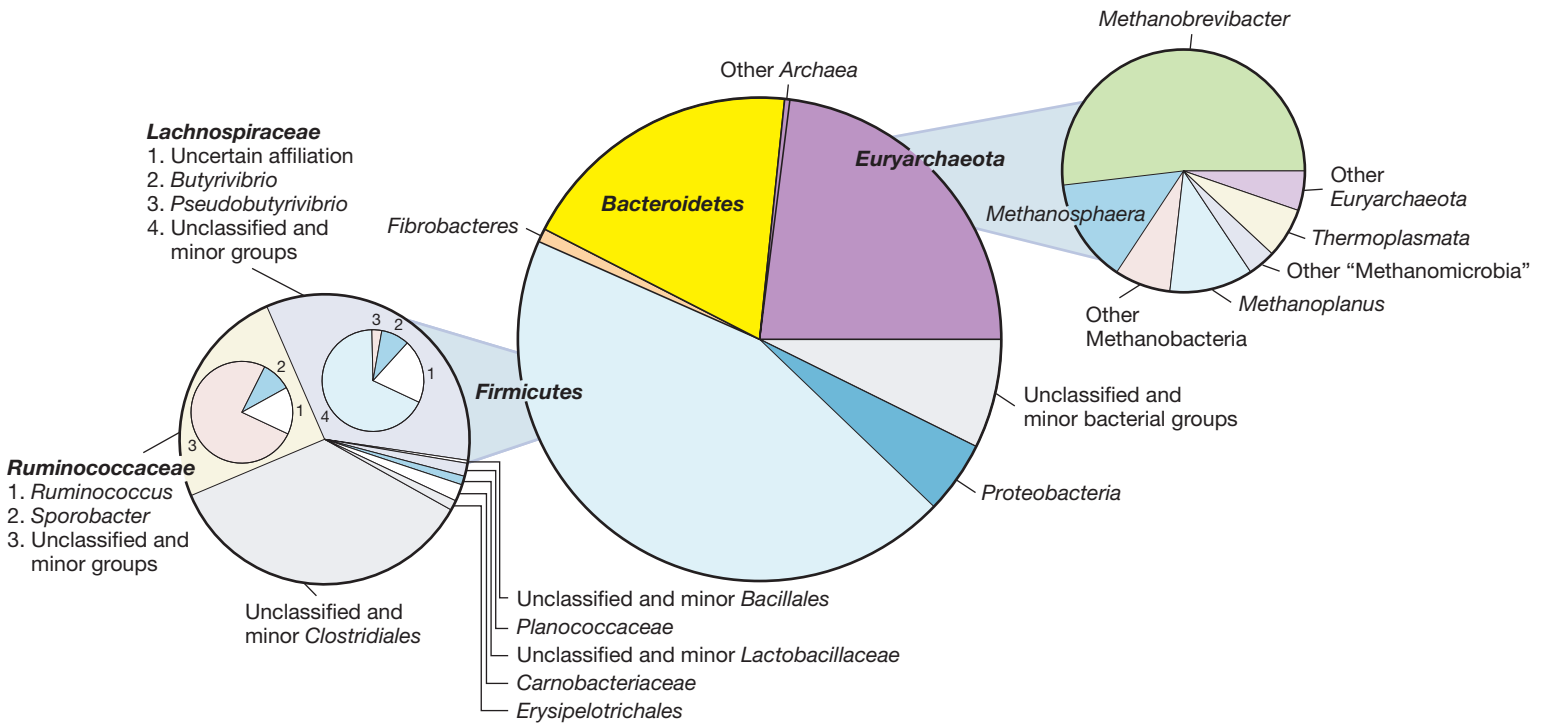 Methanobrevibacter
Other Archaea
Lachnospiraceae
1. Uncertain affiliation
2. Butyrivibrio
3. Pseudobutyrivibrio
4. Unclassified and
minor groups
Euryarchaeota
Other
Euryarchaeota
Bacteroidetes
Methanosphaera
Fibrobacteres
Thermoplasmata
Other “Methanomicrobia”
Methanoplanus
Other
Methanobacteria
3
2
1
4
2
1
3
Firmicutes
Unclassified and
minor bacterial groups
Ruminococcaceae
1. Ruminococcus
2. Sporobacter
3. Unclassified and
minor groups
Proteobacteria
Unclassified and
minor Clostridiales
Unclassified and minor Bacillales
Planococcaceae
Unclassified and minor Lactobacillaceae
Carnobacteriaceae
Erysipelotrichales